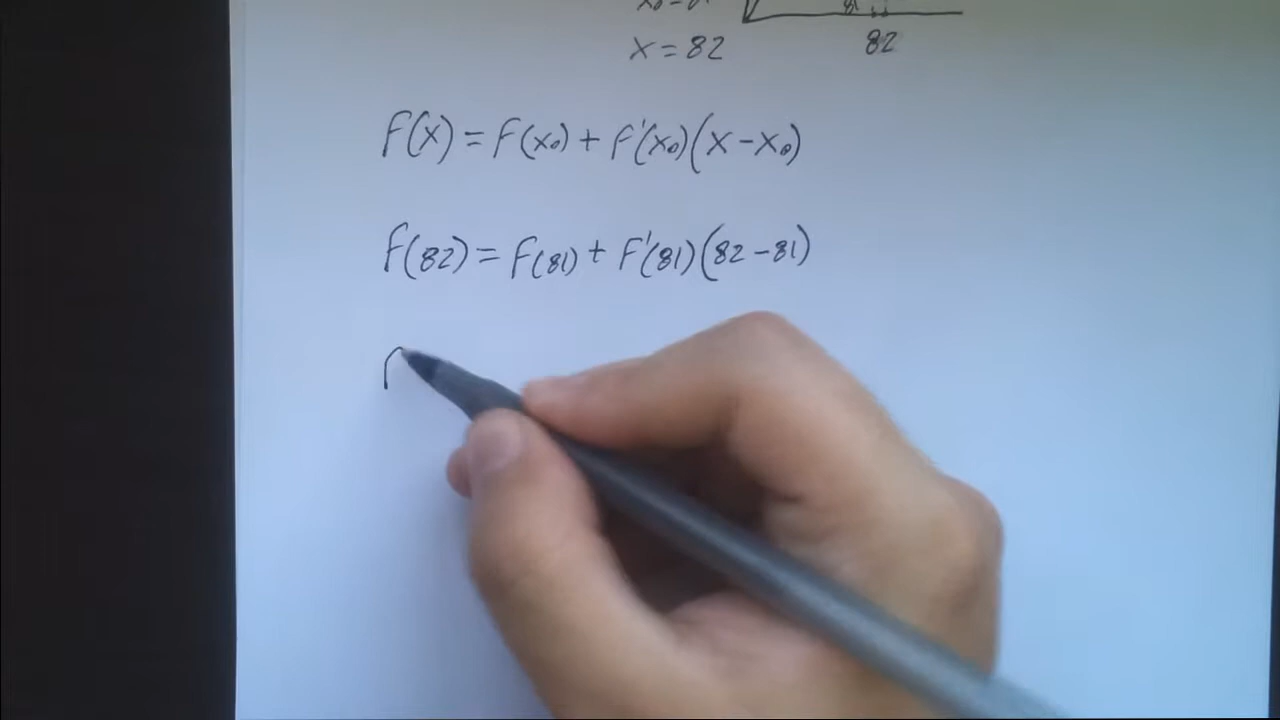 x = 82
82
f(x) = f(x₀) + f'(x₀)(x - x₀)
f(82) = f(81) + f'(81)(82 - 81)